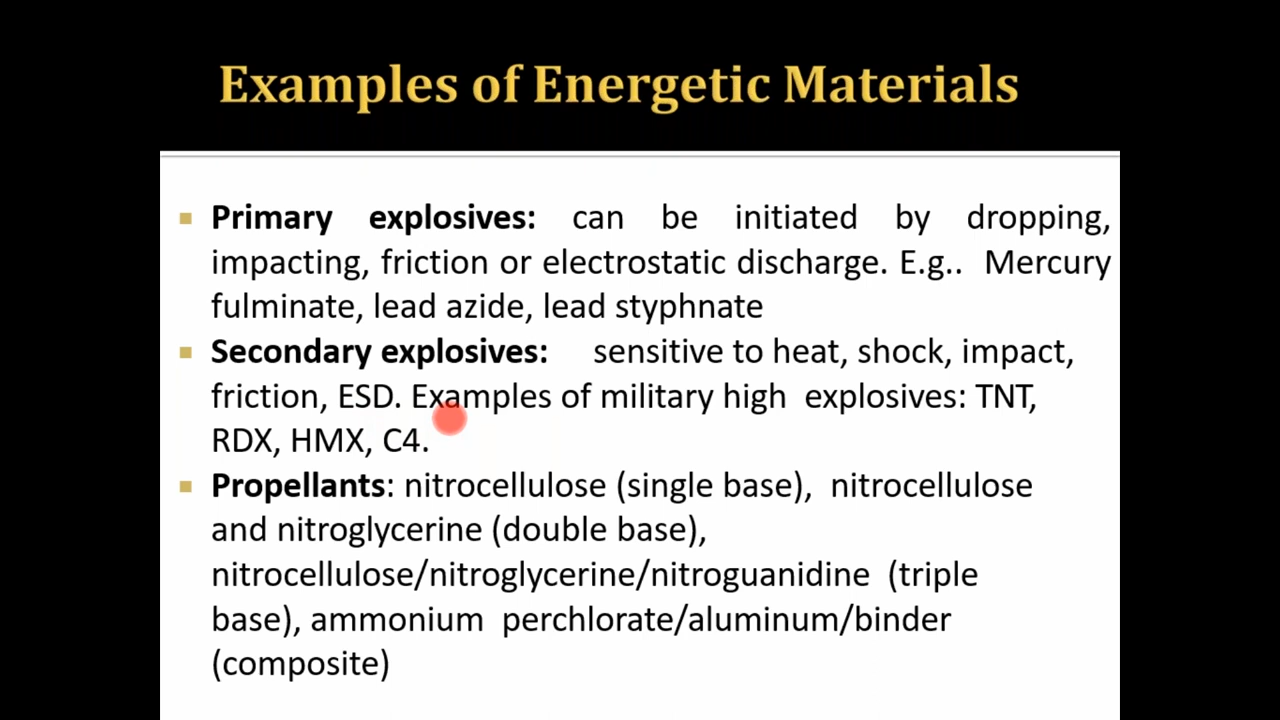 Examples of Energetic Materials
Primary explosives: can be initiated by dropping,
impacting, friction or electrostatic discharge. E.g.. Mercury
fulminate, lead azide, lead styphnate
Secondary explosives: sensitive to heat, shock, impact,
friction, ESD. Examples of military high explosives: TNT,
RDX, HMX, C4.
Propellants: nitrocellulose (single base), nitrocellulose
and nitroglycerine (double base),
nitrocellulose/nitroglycerine/nitroguanidine (triple
base), ammonium perchlorate/aluminum/binder
(composite)